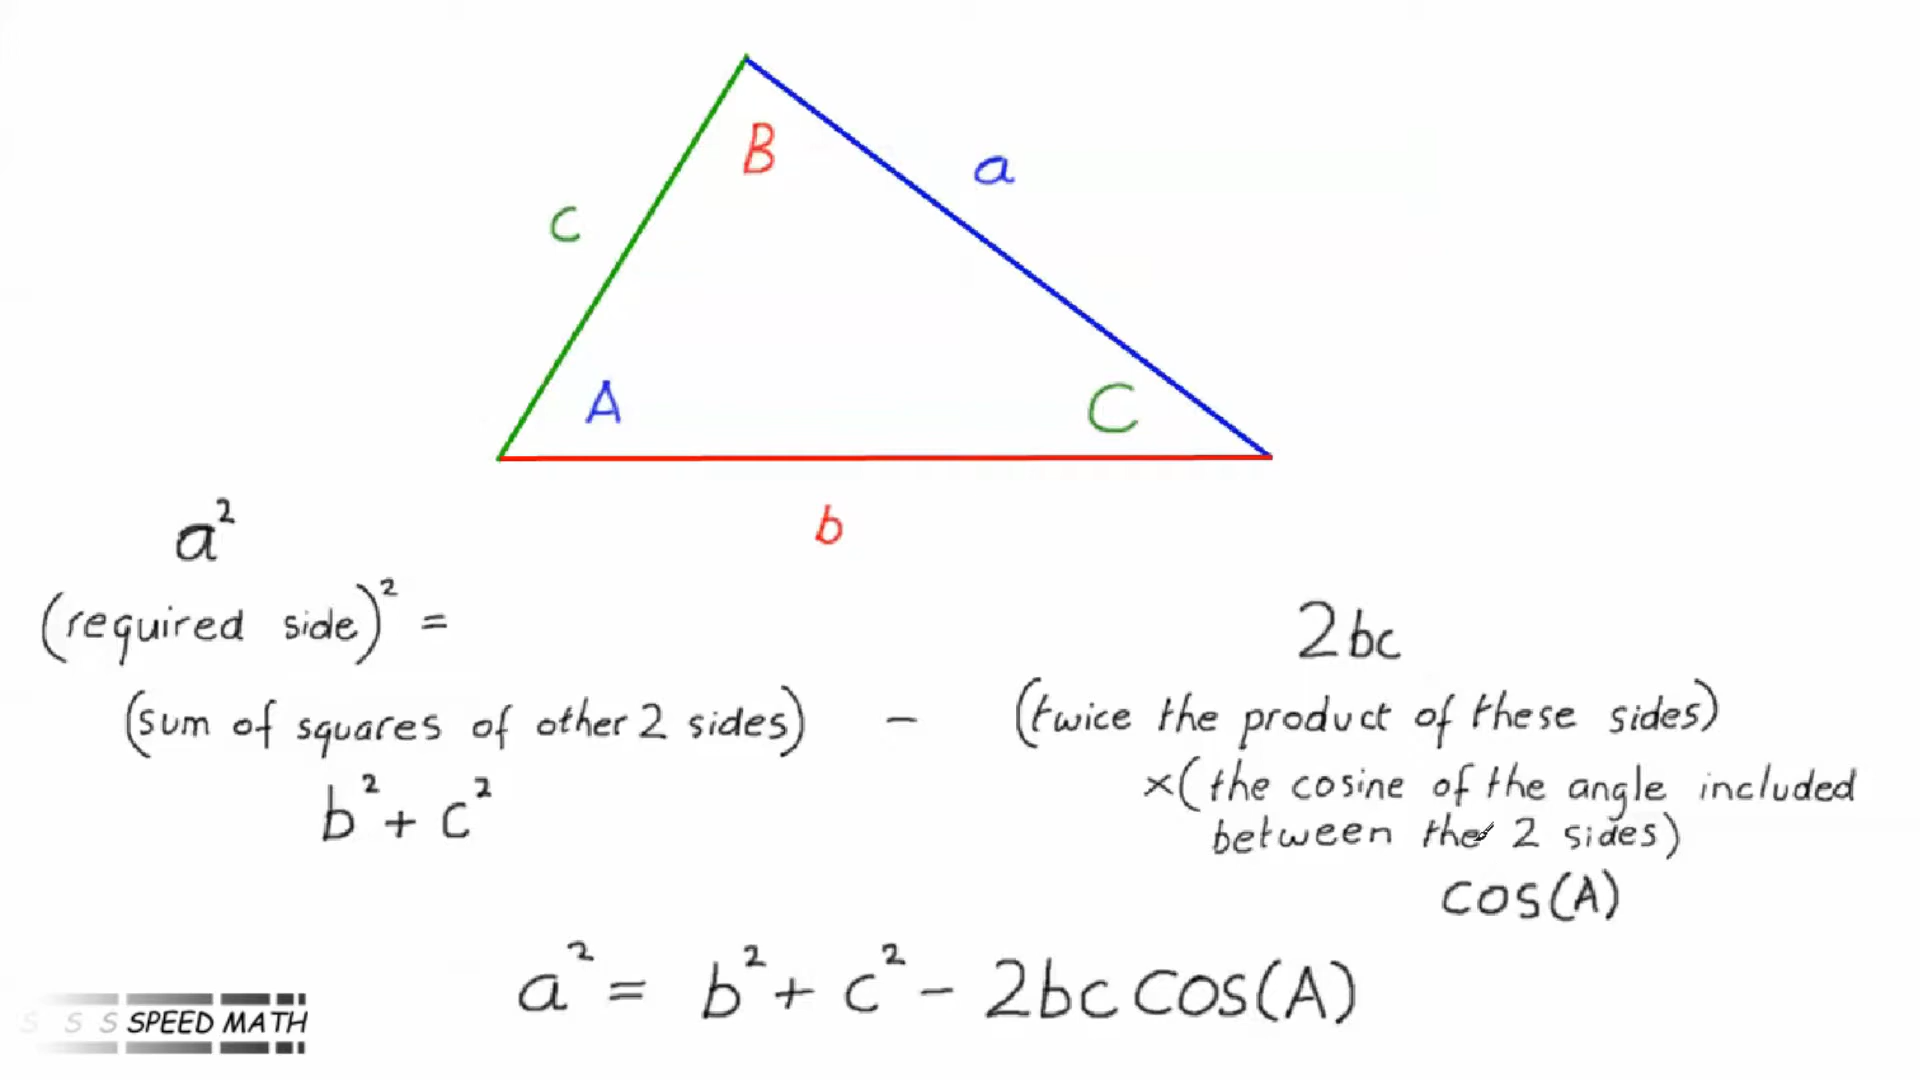 B
a
c
A
C
b
a²
(required side)² =
2bc
(sum of squares of other 2 sides) - (twice the product of these sides)
b² + c²
×(the cosine of the angle included
between the 2 sides)
cos(A)
a² = b² + c² - 2bc cos(A)
S S S SPEED MATH